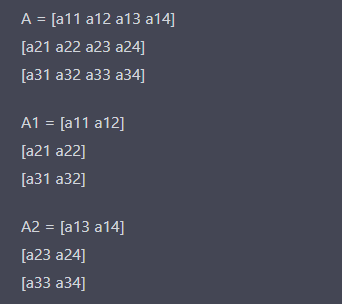 A = [a11 a12 a13 a14]
[a21 a22 a23 a24]
[a31 a32 a33 a34]
A1 = [a11 a12]
[a21 a22]
[a31 a32]
A2 = [a13 a14]
[a23 a24]
[a33 a34]